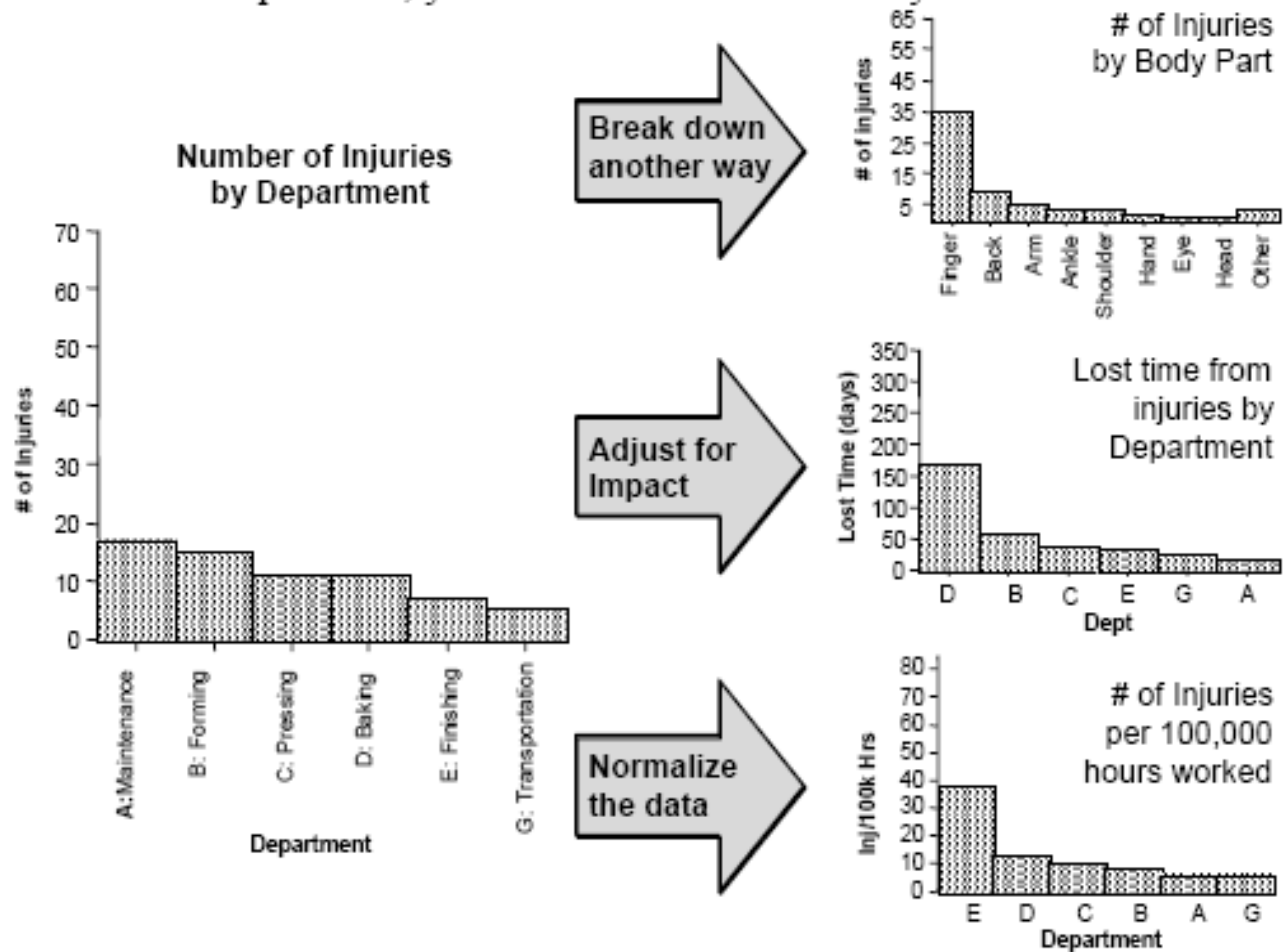 Number of Injuries
by Department
# of Injuries
70
60
50
40
30
20
10
0
A:Maintenance
B: Forming
C: Pressing
D: Baking
E: Finishing
G: Transportation
Department
Break down
another way
# of Injuries
by Body Part
# of injuries
65
55
45
35
25
15
5
Finger
Back
Arm
Ankle
Shoulder
Hand
Eye
Head
Other
Adjust for
Impact
Lost time from
injuries by
Department
Lost Time (days)
350
300
250
200
150
100
50
0
D B C E G A
Dept
Normalize
the data
# of Injuries
per 100,000
hours worked
Inj/100k Hrs
80
70
60
50
40
30
20
10
0
E D C B A G
Department